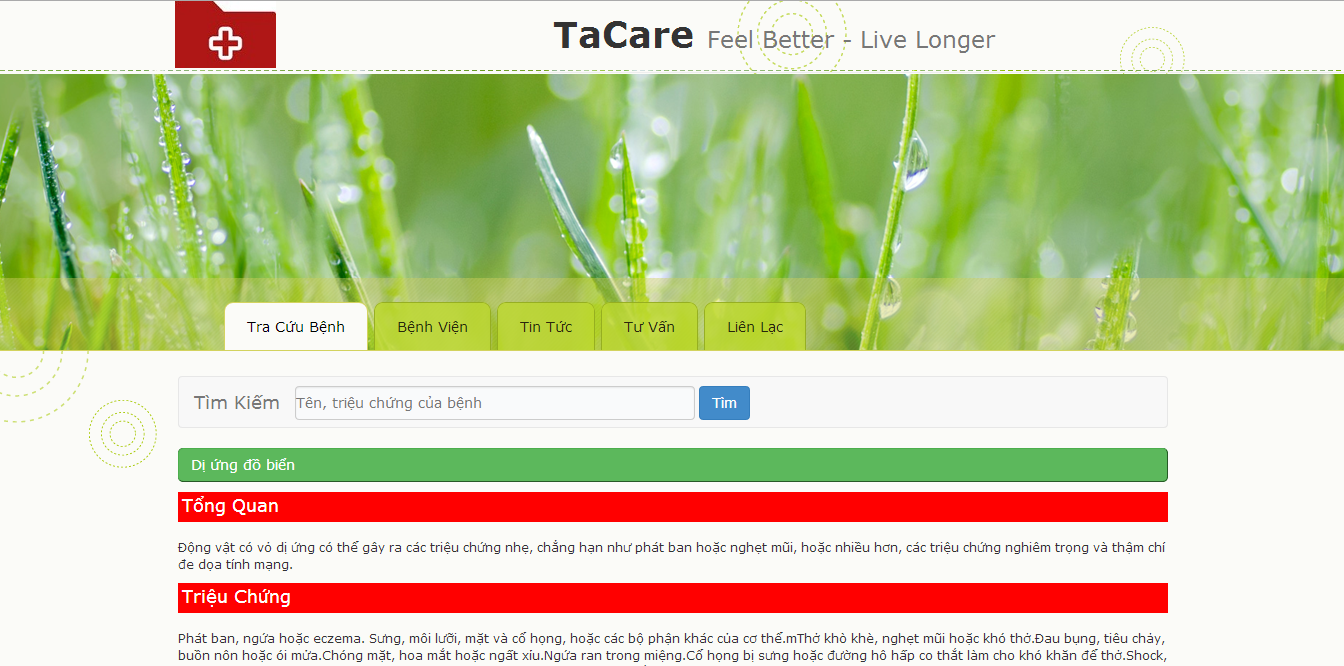 TaCare Feel Better - Live Longer
Tra Cứu Bệnh Bệnh Viện Tin Tức Tư Vấn Liên Lạc
Tìm Kiếm Tên, triệu chứng của bệnh Tìm
Dị ứng đồ biển
Tổng Quan
Động vật có vỏ dị ứng có thể gây ra các triệu chứng nhẹ, chẳng hạn như phát ban hoặc nghẹt mũi, hoặc nhiều hơn, các triệu chứng nghiêm trọng và thậm chí
đe dọa tính mạng.
Triệu Chứng
Phát ban, ngứa hoặc eczema. Sưng, môi lưỡi, mặt và cổ họng, hoặc các bộ phận khác của cơ thể.mThở khò khè, nghẹt mũi hoặc khó thở.Đau bụng, tiêu chảy,
buồn nôn hoặc ói mửa.Chóng mặt, hoa mắt hoặc ngất xỉu.Ngứa ran trong miệng.Cổ họng bị sưng hoặc đường hô hấp co thắt làm cho khó khăn để thở.Shock,